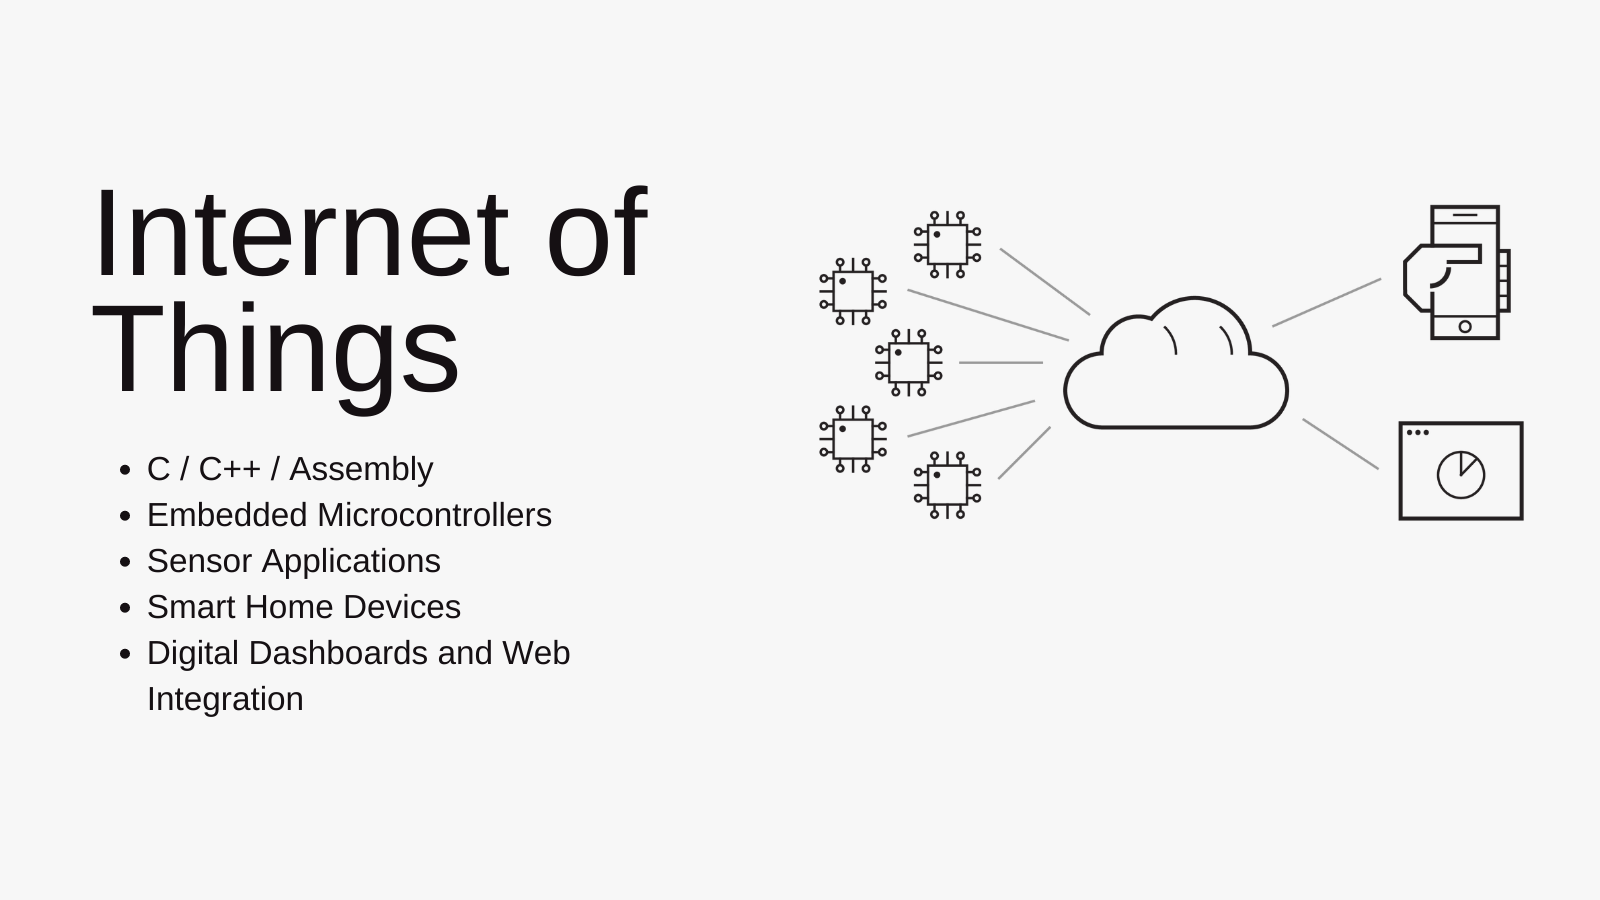 Internet of
Things
• C / C++ / Assembly
• Embedded Microcontrollers
• Sensor Applications
• Smart Home Devices
• Digital Dashboards and Web
Integration